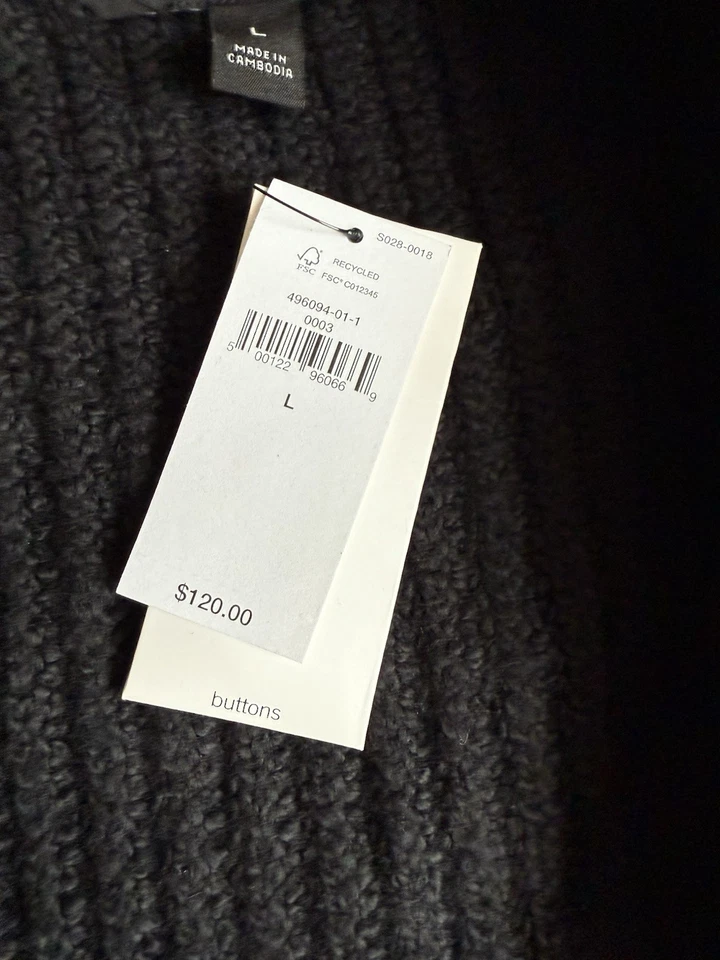 L
MADE IN
CAMBODIA
S028-0018
RECYCLED
FSC FSC® C012345
496094-01-1
0003
5 00122 96066 9
L
$120.00
buttons